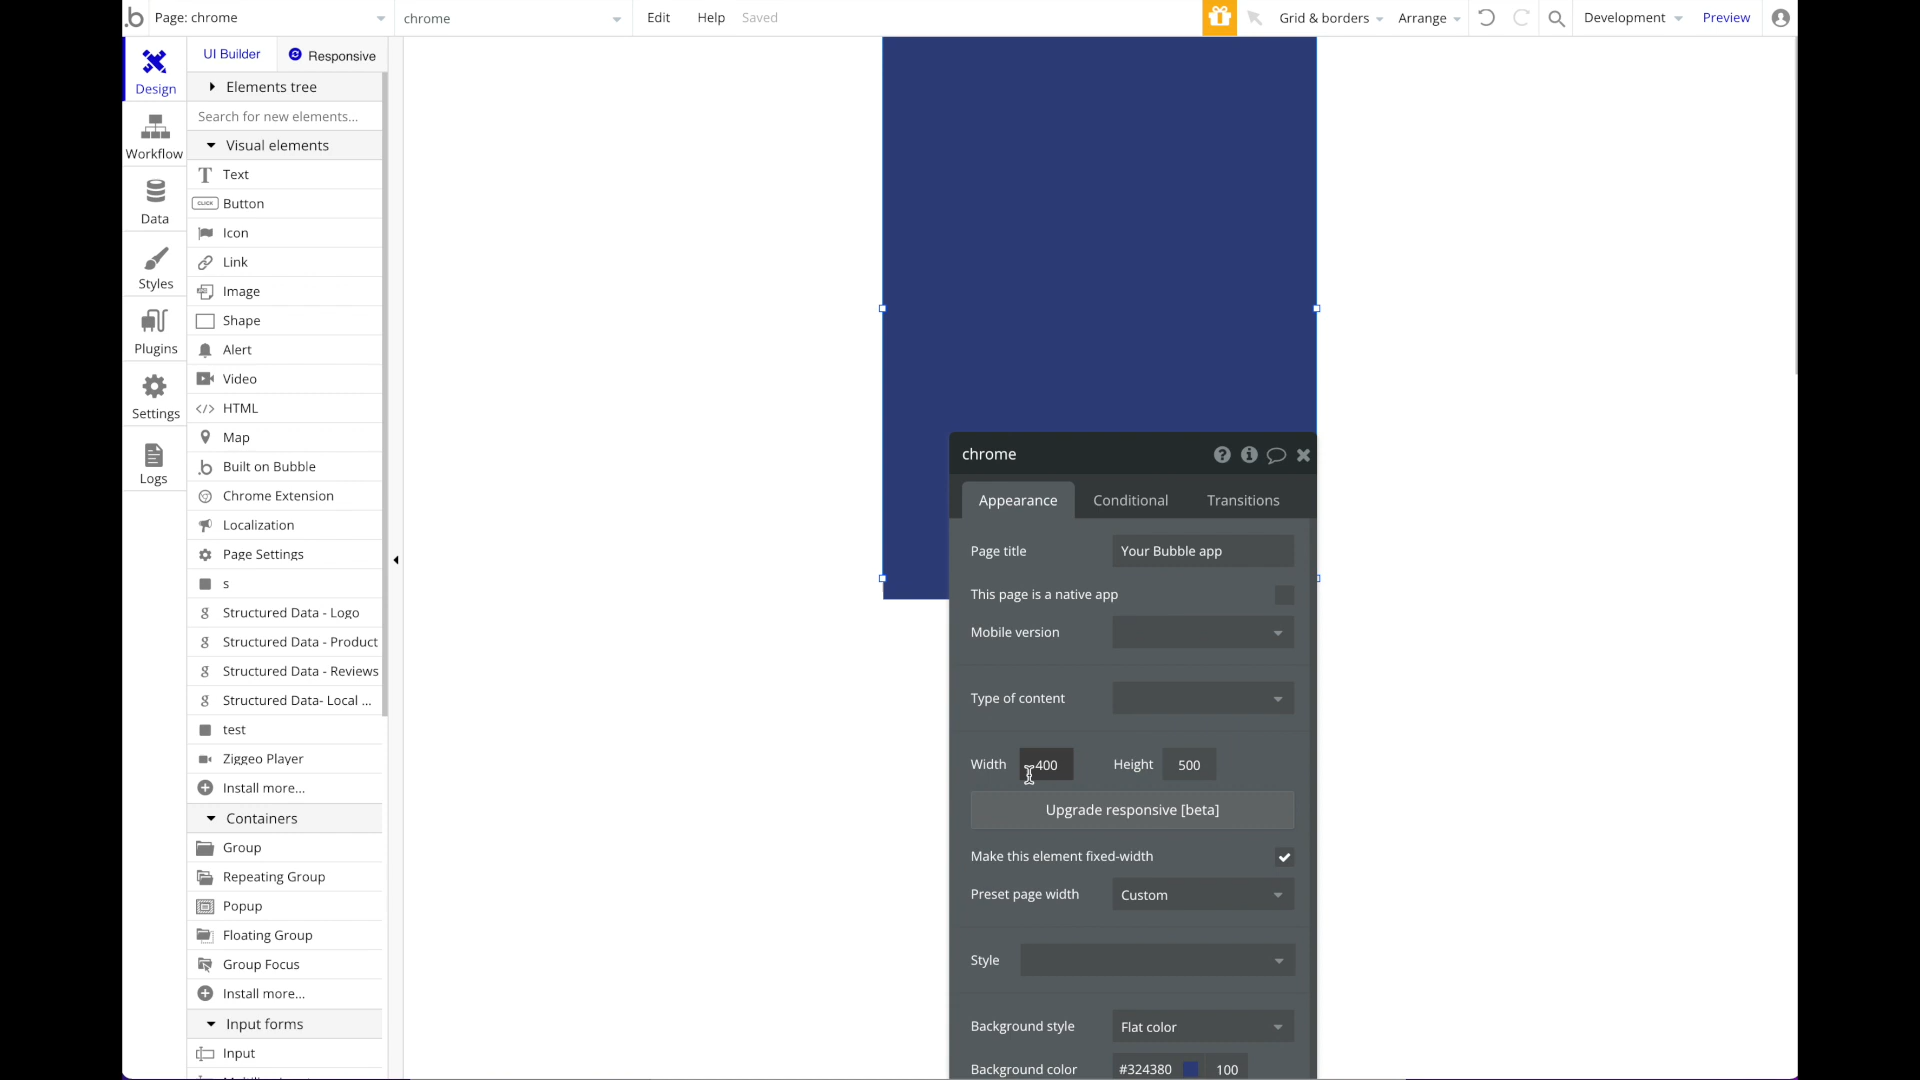 Page: chrome
chrome
Edit
Help
Saved
Grid & borders
Arrange
Development
Preview
Design
Workflow
Data
Styles
Plugins
Settings
Logs
UI Builder
Responsive
Elements tree
Search for new elements...
Visual elements
Text
CLICK Button
Icon
Link
Image
Shape
Alert
Video
</> HTML
Map
Built on Bubble
Chrome Extension
Localization
Page Settings
s
Structured Data - Logo
Structured Data - Product
Structured Data - Reviews
Structured Data- Local ...
test
Ziggeo Player
Install more...
Containers
Group
Repeating Group
Popup
Floating Group
Group Focus
Install more...
Input forms
Input
chrome
Appearance
Conditional
Transitions
Page title
Your Bubble app
This page is a native app
Mobile version
Type of content
Width
400
Height
500
Upgrade responsive [beta]
Make this element fixed-width
Preset page width
Custom
Style
Background style
Flat color
Background color
#324380
100